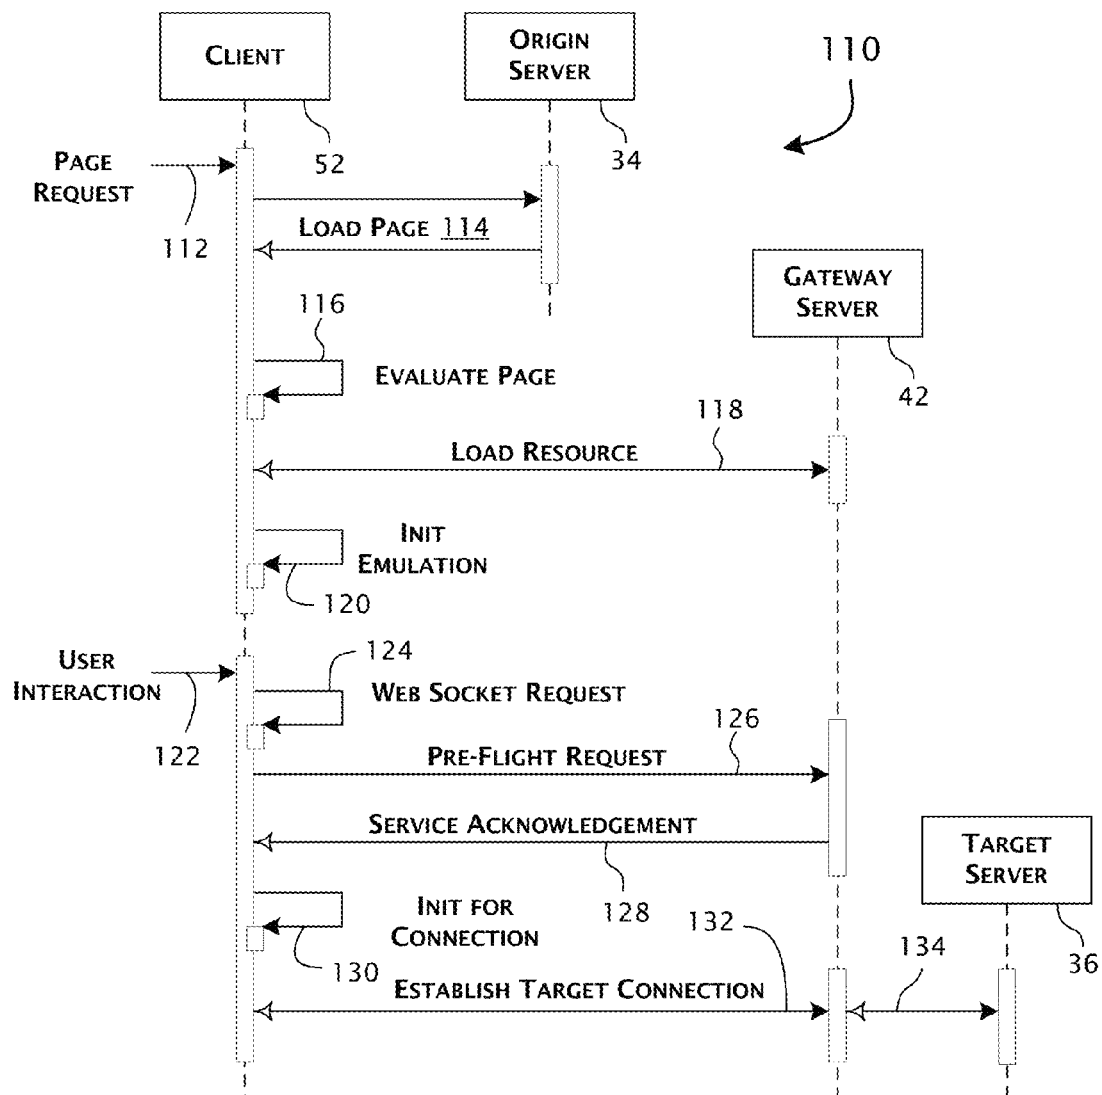 CLIENT
ORIGIN
SERVER
110
52
34
PAGE
REQUEST
112
LOAD PAGE 114
GATEWAY
SERVER
42
116
EVALUATE PAGE
118
LOAD RESOURCE
INIT
EMULATION
120
USER
INTERACTION
122
124
WEB SOCKET REQUEST
126
PRE-FLIGHT REQUEST
SERVICE ACKNOWLEDGEMENT
128
TARGET
SERVER
36
INIT FOR
CONNECTION
130
132
134
ESTABLISH TARGET CONNECTION